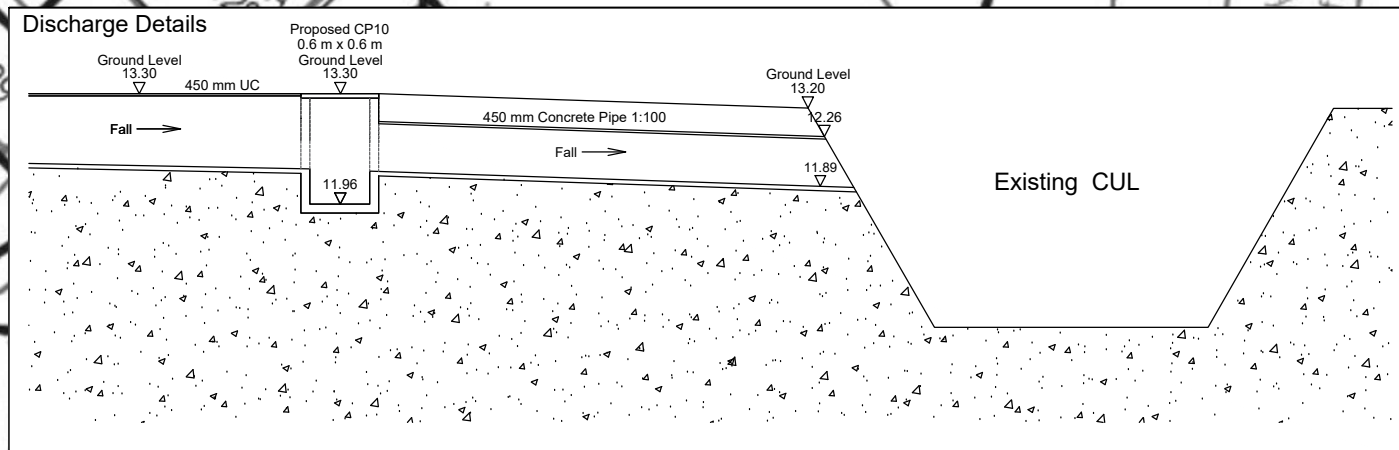 Discharge Details
Proposed CP10
0.6 m x 0.6 m
Ground Level
13.30
Ground Level
13.30
450 mm UC
Ground Level
13.20
12.26
450 mm Concrete Pipe 1:100
Fall
Fall
11.96
11.89
Existing CUL